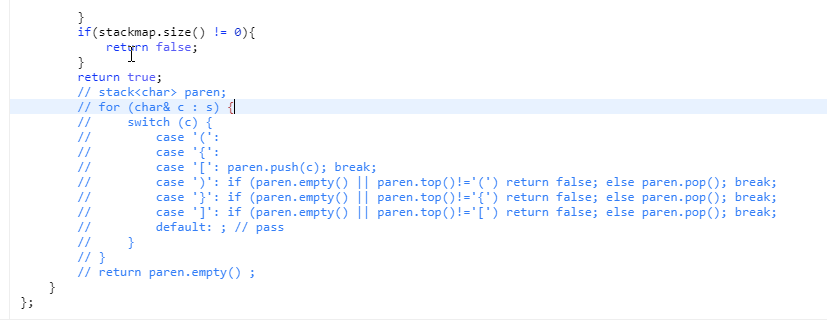 }
if(stackmap.size() != 0){
return false;
}
return true;
// stack<char> paren;
// for (char& c : s) {
//     switch (c) {
//         case '(':
//         case '{':
//         case '[': paren.push(c); break;
//         case ')': if (paren.empty() || paren.top()!='(') return false; else paren.pop(); break;
//         case '}': if (paren.empty() || paren.top()!='{') return false; else paren.pop(); break;
//         case ']': if (paren.empty() || paren.top()!='[') return false; else paren.pop(); break;
//         default: ; // pass
//     }
// }
// return paren.empty() ;
}
};